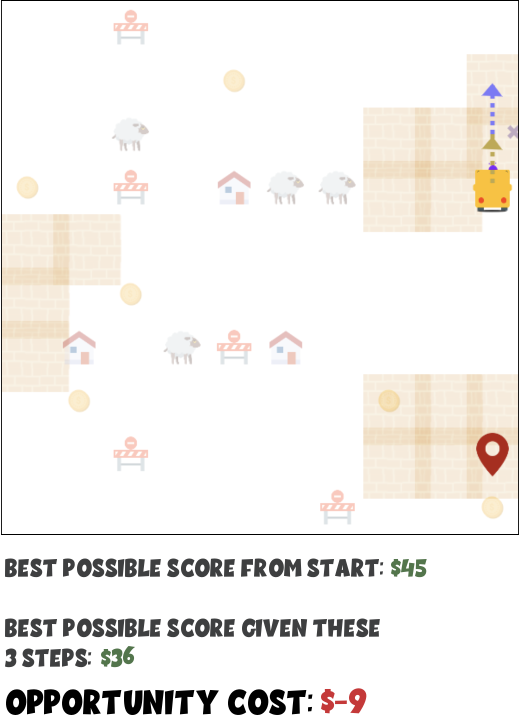 BEST POSSIBLE SCORE FROM START: $45
BEST POSSIBLE SCORE GIVEN THESE
3 STEPS: $36
OPPORTUNITY COST: $-9